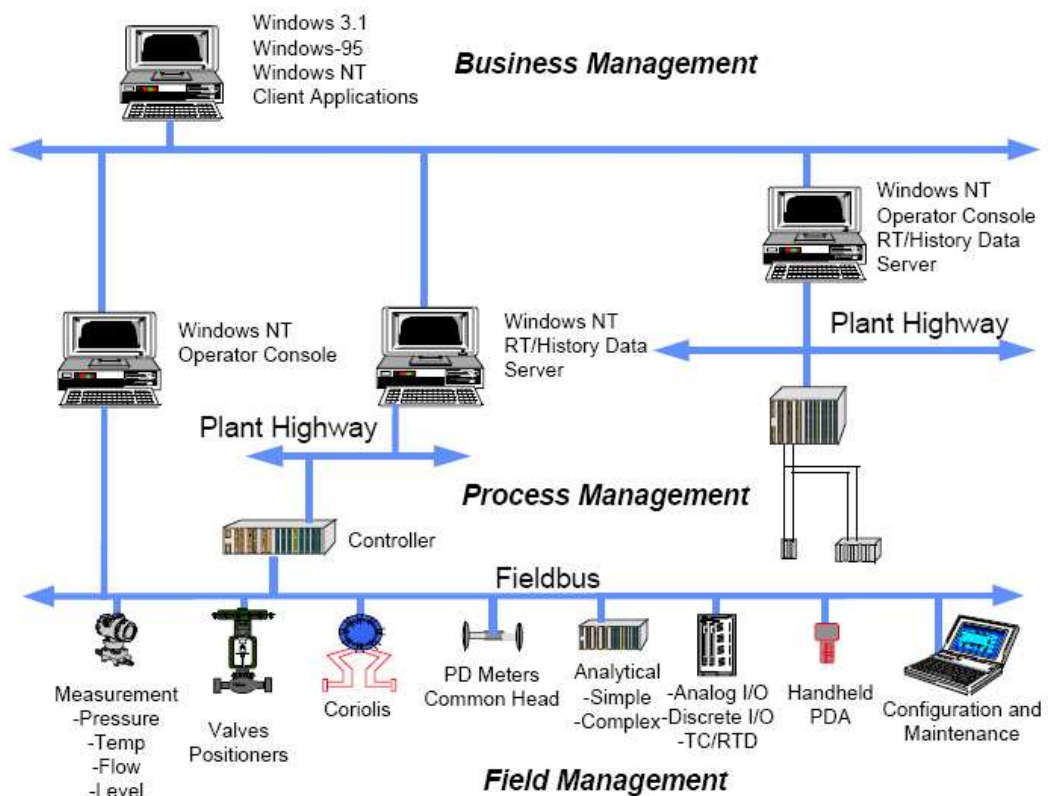 Windows 3.1
Windows-95
Windows NT
Client Applications
Business Management
Windows NT
Operator Console
RT/History Data
Server
Windows NT
Operator Console
Windows NT
RT/History Data
Server
Plant Highway
Plant Highway
Process Management
Controller
Fieldbus
Measurement
-Pressure
-Temp
-Flow
-Level
Valves
Positioners
Coriolis
PD Meters
Common Head
Analytical
-Simple
-Complex
-Analog I/O
-Discrete I/O
-TC/RTD
Handheld
PDA
Configuration and
Maintenance
Field Management